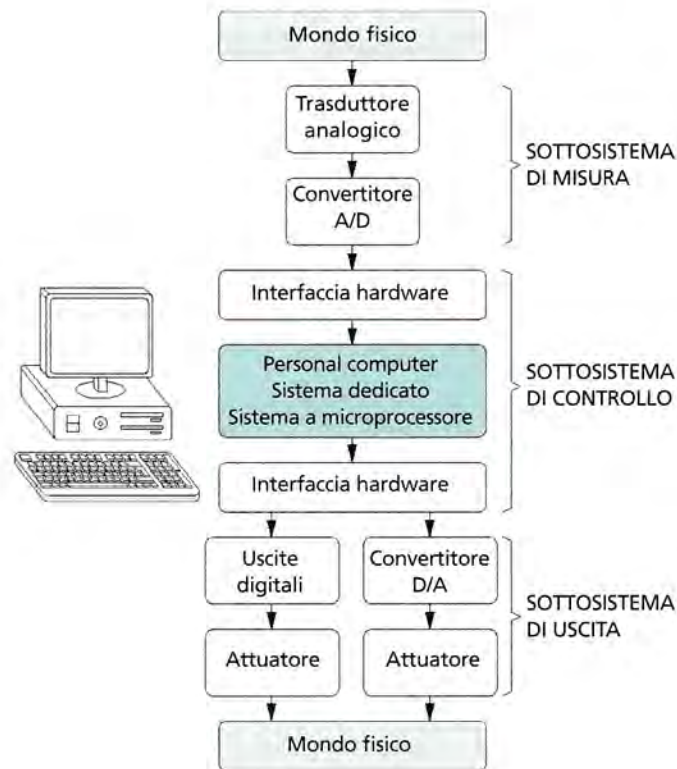 Mondo fisico
Trasduttore
analogico
Convertitore
A/D
SOTTOSISTEMA
DI MISURA
Interfaccia hardware
Personal computer
Sistema dedicato
Sistema a microprocessore
Interfaccia hardware
SOTTOSISTEMA
DI CONTROLLO
Uscite
digitali
Convertitore
D/A
Attuatore
Attuatore
SOTTOSISTEMA
DI USCITA
Mondo fisico